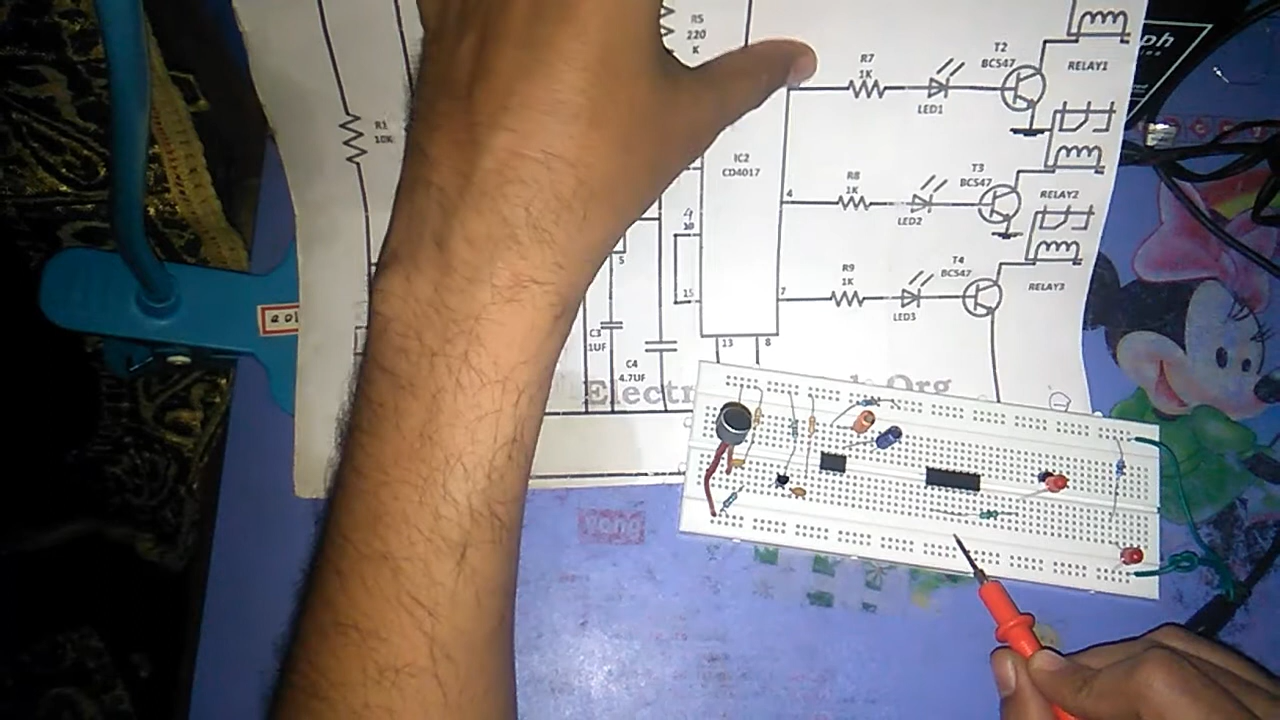 R5
220
K
R1
10K
R7
1K
LED1
T2
BC547
RELAY1
IC2
CD4017
4
R8
1K
LED2
T3
BC547
RELAY2
15
7
R9
1K
LED3
T4
BC547
RELAY3
5
C3
1UF
C4
4.7UF
13
8
Org